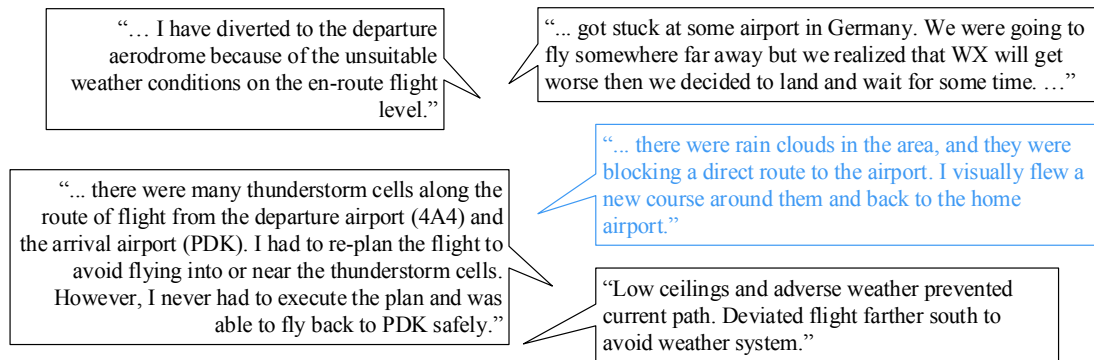 “… I have diverted to the departure
aerodrome because of the unsuitable
weather conditions on the en-route flight
level.”
“... got stuck at some airport in Germany. We were going
to fly somewhere far away but we realized that WX will get
worse then we decided to land and wait for some time. …”
“... there were rain clouds in the area, and they were
blocking a direct route to the airport. I visually flew a
new course around them and back to the home
airport.”
“... there were many thunderstorm cells along the
route of flight from the departure airport (4A4) and
the arrival airport (PDK). I had to re-plan the flight to
avoid flying into or near the thunderstorm cells.
However, I never had to execute the plan and was
able to fly back to PDK safely.”
“Low ceilings and adverse weather prevented
current path. Deviated flight farther south to
avoid weather system.”